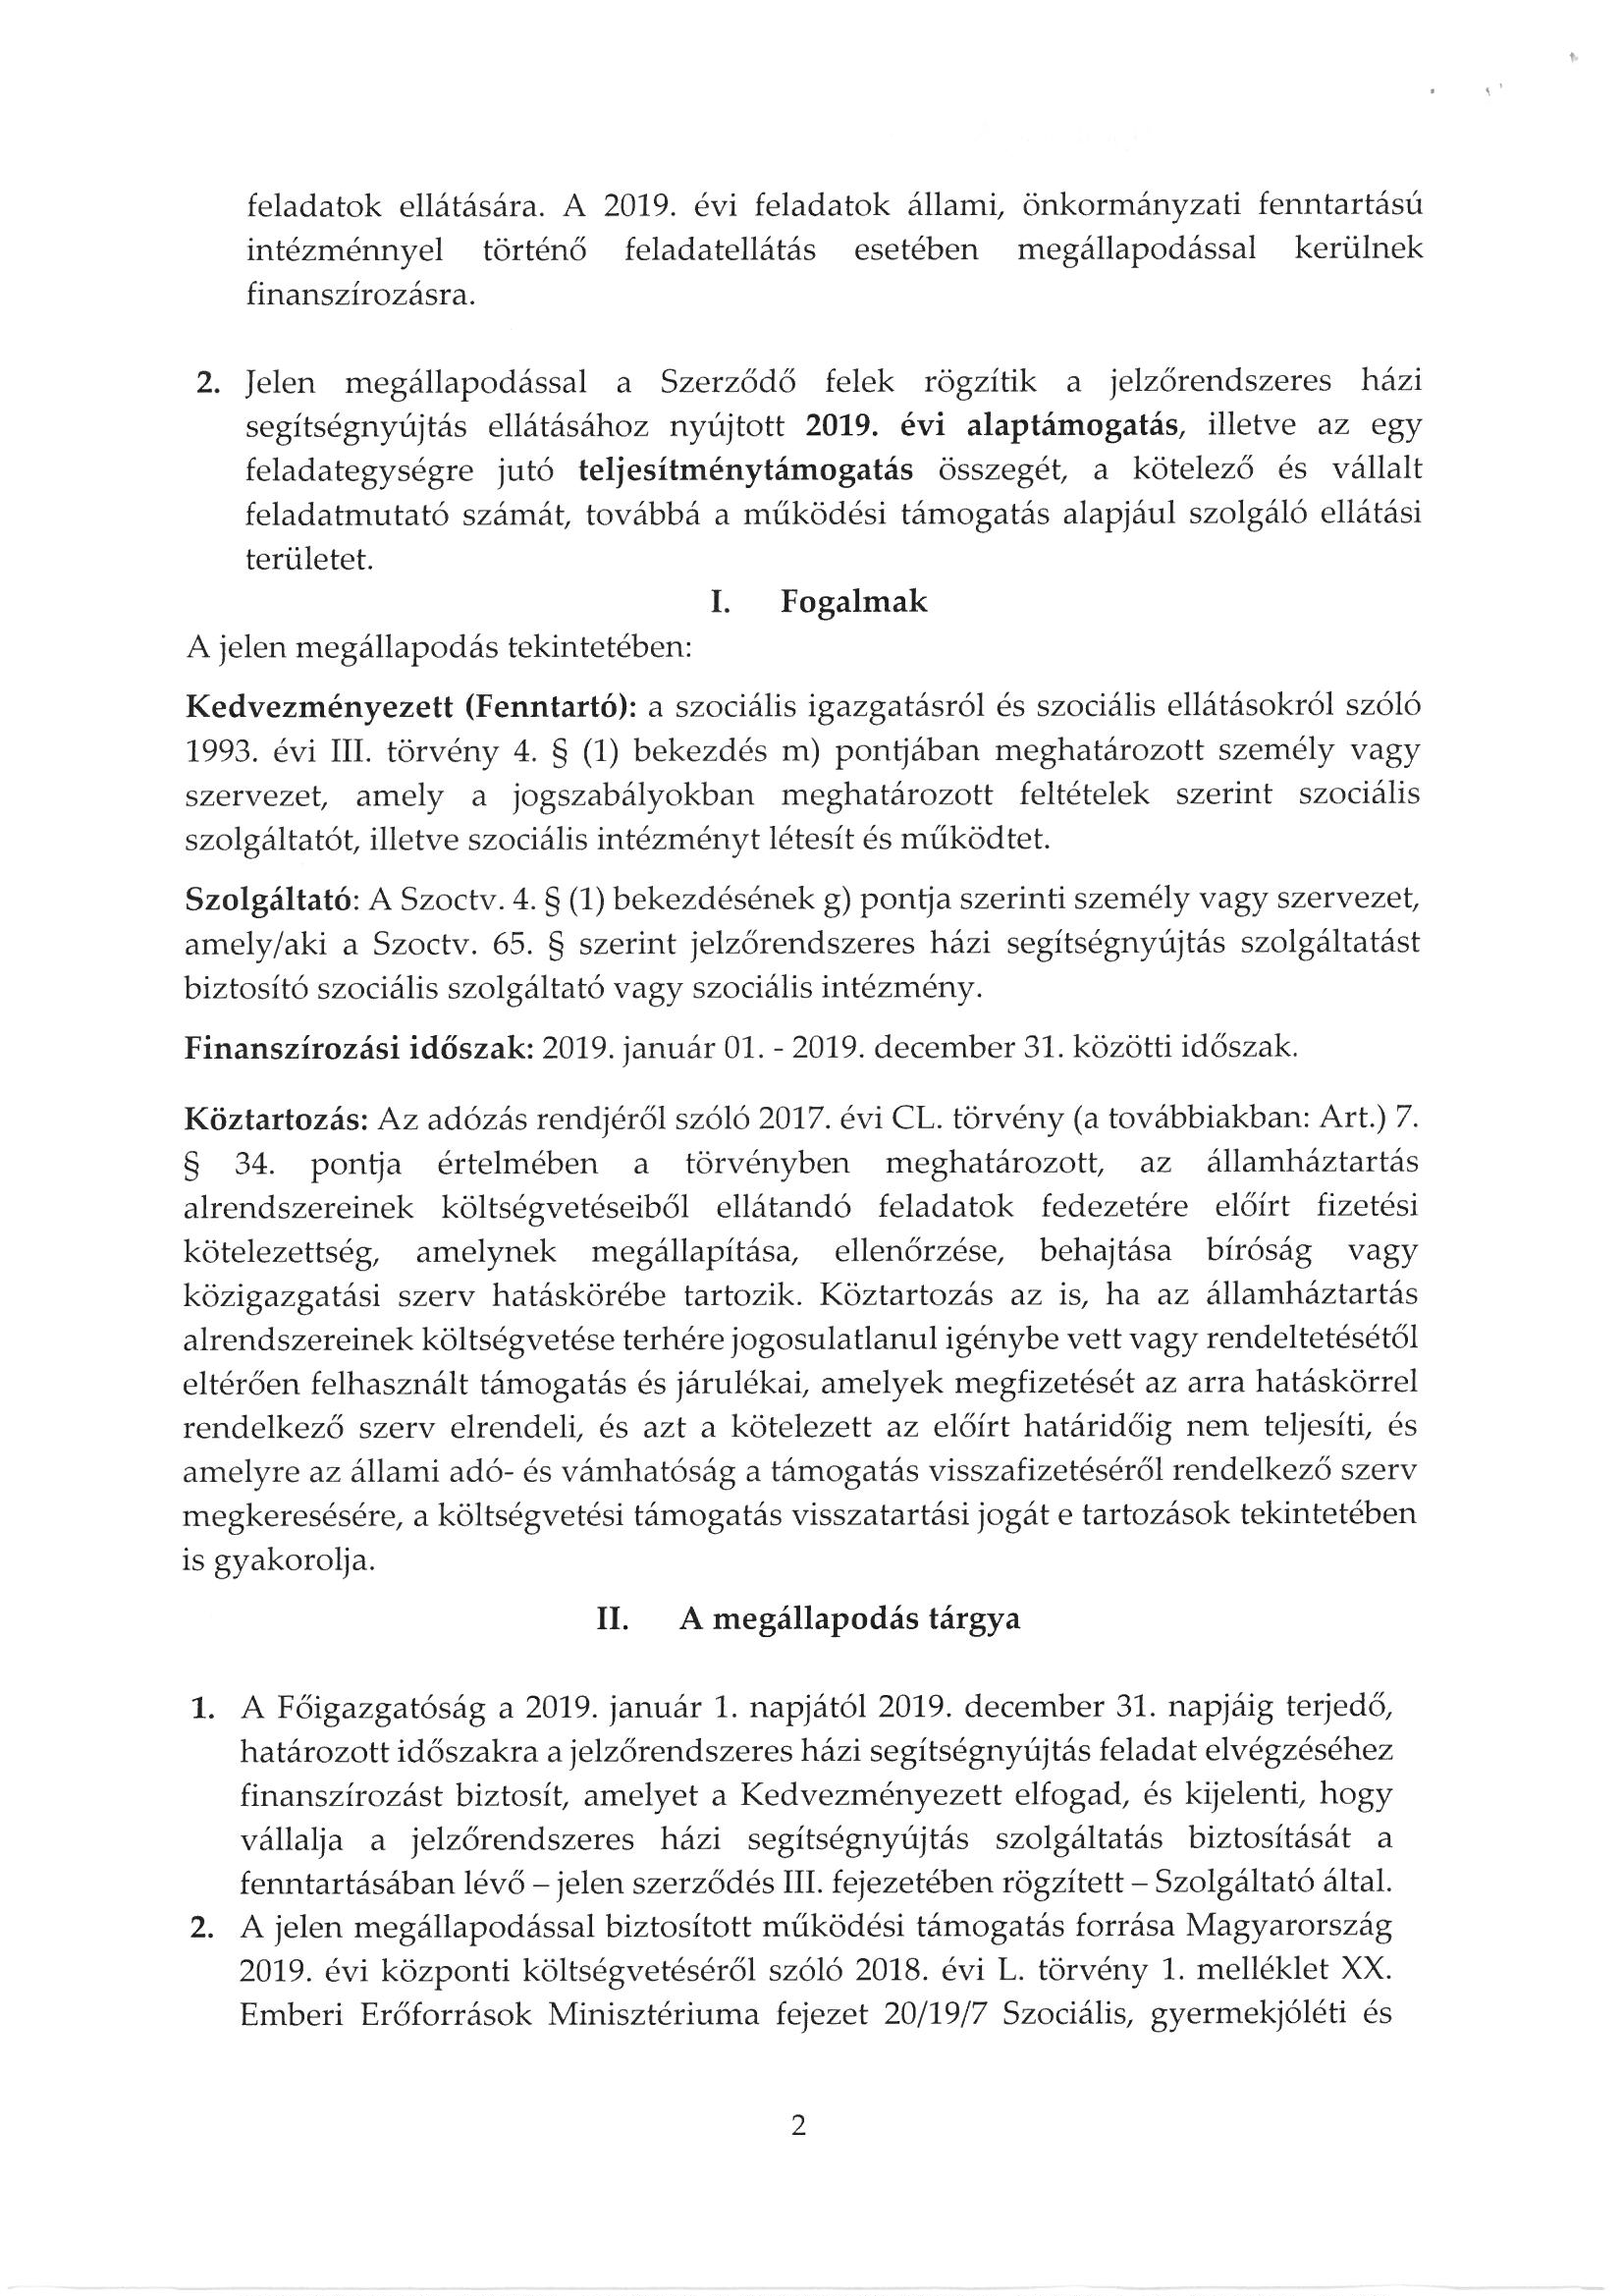 feladatok ellátására. A 2019. évi feladatok állami, önkormányzati fenntartású
intézménnyel történő feladatellátás esetében megállapodással kerülnek
finanszírozásra.
2. Jelen megállapodással a Szerződő felek rögzítik a jelzőrendszeres házi
segítségnyújtás ellátásához nyújtott 2019. évi alaptámogatás, illetve az egy
feladategységre jutó teljesítménytámogatás összegét, a kötelező és vállalt
feladatmutató számát, továbbá a működési támogatás alapjául szolgáló ellátási
területet.
I. Fogalmak
A jelen megállapodás tekintetében:
Kedvezményezett (Fenntartó): a szociális igazgatásról és szociális ellátásokról szóló
1993. évi III. törvény 4. § (1) bekezdés m) pontjában meghatározott személy vagy
szervezet, amely a jogszabályokban meghatározott feltételek szerint szociális
szolgáltatót, illetve szociális intézményt létesít és működtet.
Szolgáltató: A Szoctv. 4. § (1) bekezdésének g) pontja szerinti személy vagy szervezet,
amely/aki a Szoctv. 65. § szerint jelzőrendszeres házi segítségnyújtás szolgáltatást
biztosító szociális szolgáltató vagy szociális intézmény.
Finanszírozási időszak: 2019. január 01. - 2019. december 31. közötti időszak.
Köztartozás: Az adózás rendjéről szóló 2017. évi CL. törvény (a továbbiakban: Art.) 7.
§ 34. pontja értelmében a törvényben meghatározott, az államháztartás
alrendszereinek költségvetéseiből ellátandó feladatok fedezetére előírt fizetési
kötelezettség, amelynek megállapítása, ellenőrzése, behajtása bíróság vagy
közigazgatási szerv hatáskörébe tartozik. Köztartozás az is, ha az államháztartás
alrendszereinek költségvetése terhére jogosulatlanul igénybe vett vagy rendeltetésétől
eltérően felhasznált támogatás és járulékai, amelyek megfizetését az arra hatáskörrel
rendelkező szerv elrendeli, és azt a kötelezett az előírt határidőig nem teljesíti, és
amelyre az állami adó- és vámhatóság a támogatás visszafizetéséről rendelkező szerv
megkeresésére, a költségvetési támogatás visszatartási jogát e tartozások tekintetében
is gyakorolja.
II. A megállapodás tárgya
1. A Főigazgatóság a 2019. január 1. napjától 2019. december 31. napjáig terjedő,
határozott időszakra a jelzőrendszeres házi segítségnyújtás feladat elvégzéséhez
finanszírozást biztosít, amelyet a Kedvezményezett elfogad, és kijelenti, hogy
vállalja a jelzőrendszeres házi segítségnyújtás szolgáltatás biztosítását a
fenntartásában lévő – jelen szerződés III. fejezetében rögzített – Szolgáltató által.
2. A jelen megállapodással biztosított működési támogatás forrása Magyarország
2019. évi központi költségvetéséről szóló 2018. évi L. törvény 1. melléklet XX.
Emberi Erőforrások Minisztériuma fejezet 20/19/7 Szociális, gyermekjóléti és
2